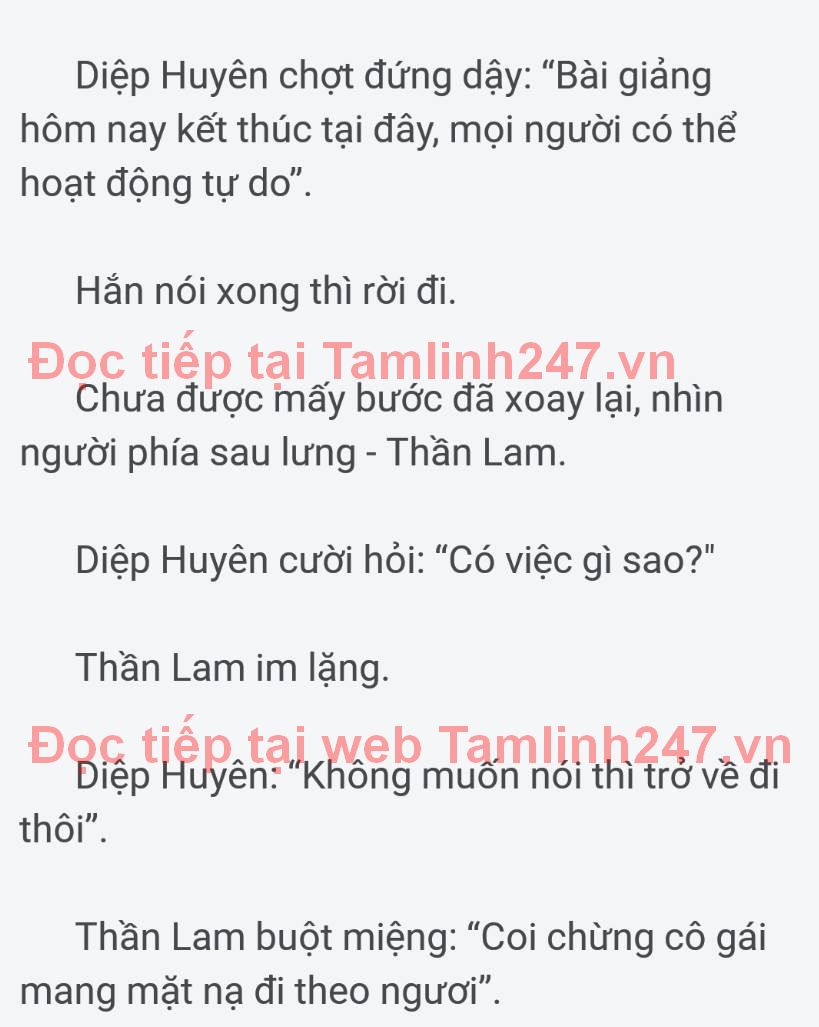 Diệp Huyên chợt đứng dậy: “Bài giảng
hôm nay kết thúc tại đây, mọi người có thể
hoạt động tự do”.
Hắn nói xong thì rời đi.
Đọc tiếp tại Tamlinh247.vn
Chưa được mấy bước đã xoay lại, nhìn
người phía sau lưng - Thần Lam.
Diệp Huyên cười hỏi: “Có việc gì sao?"
Thần Lam im lặng.
Đọc tiếp tại web Tamlinh247.vn
Diệp Huyên: “Không muốn nói thì trở về đi
thôi”.
Thần Lam buột miệng: “Coi chừng cô gái
mang mặt nạ đi theo ngươi”.